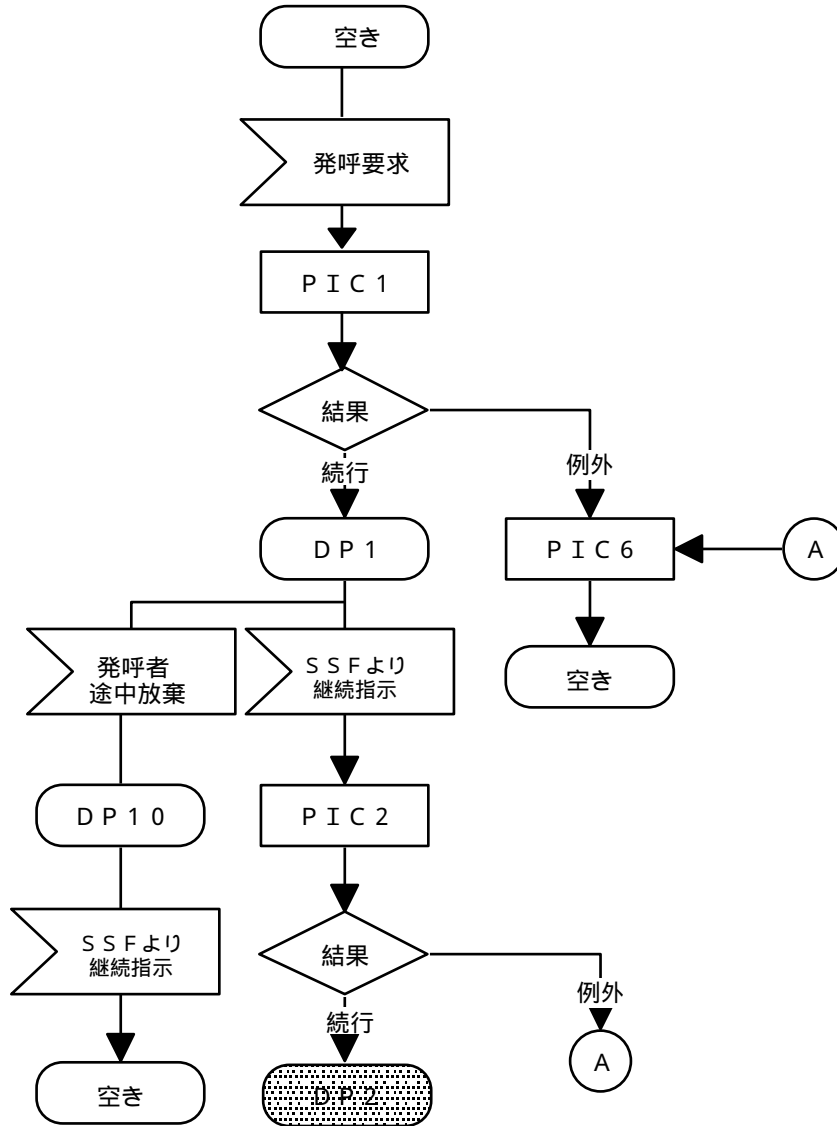 空き
発呼要求
ＰＩＣ１
結果
続行
例外
ＤＰ１
ＰＩＣ６
A
発呼者
途中放棄
ＳＳＦより
継続指示
空き
ＤＰ１０
ＰＩＣ２
ＳＳＦより
継続指示
結果
例外
続行
空き
ＤＰ２
A